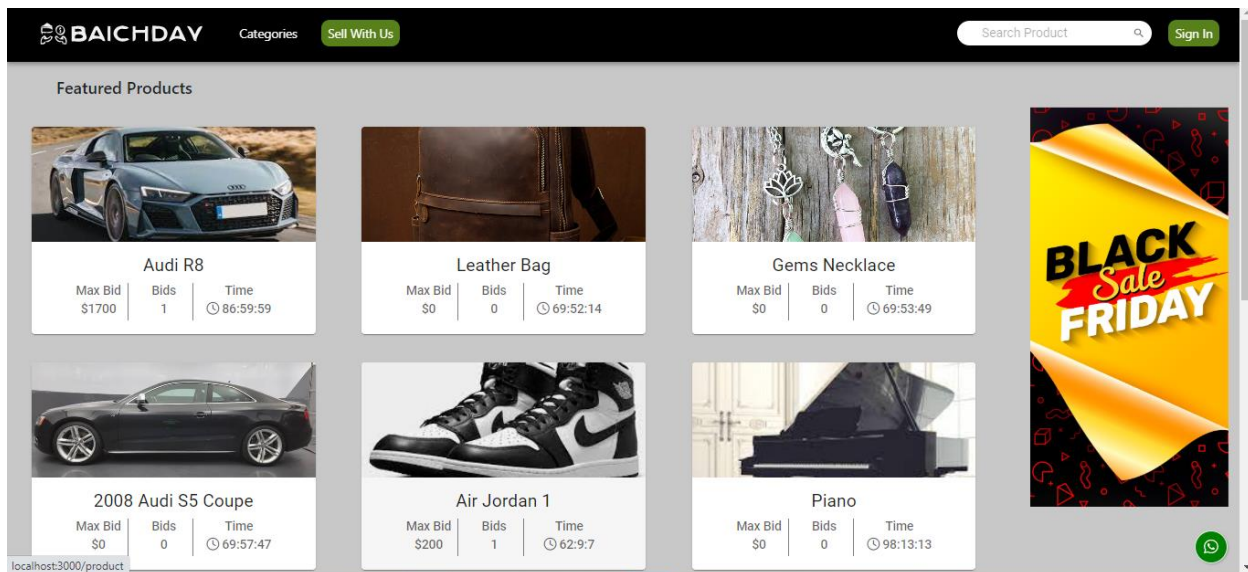 BAICHDAY Categories Sell With Us Search Product Sign In
Featured Products
Audi R8
Max Bid Bids Time
$1700 1 86:59:59
Leather Bag
Max Bid Bids Time
$0 0 69:52:14
Gems Necklace
Max Bid Bids Time
$0 0 69:53:49
BLACK
Sale
FRIDAY
2008 Audi S5 Coupe
Max Bid Bids Time
$0 0 69:57:47
Air Jordan 1
Max Bid Bids Time
$200 1 62:9:7
Piano
Max Bid Bids Time
$0 0 98:13:13
localhost:3000/product